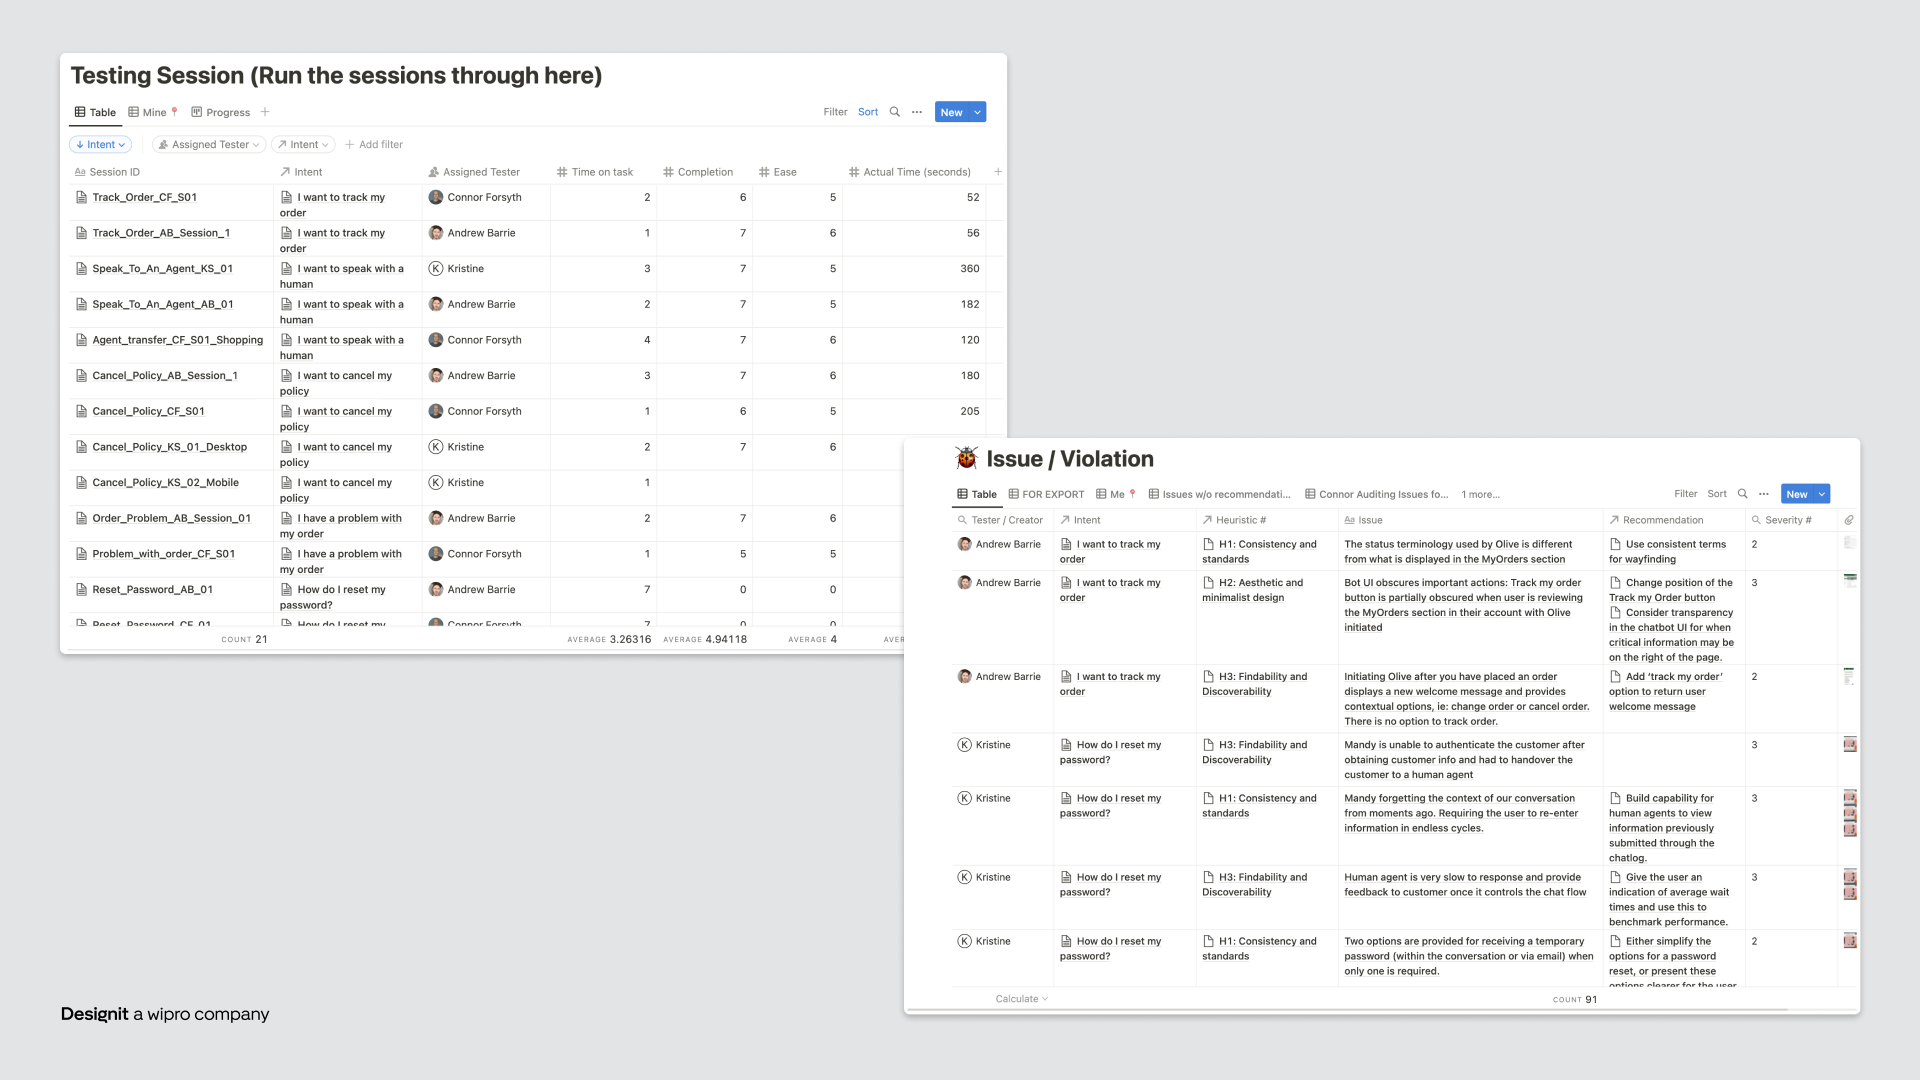 Testing Session (Run the sessions through here)
Table Mine Progress
Filter Sort New
Intent Assigned Tester Intent Add filter
Aa Session ID Intent Assigned Tester # Time on task # Completion # Ease # Actual Time (seconds)
Track_Order_CF_S01 I want to track my Connor Forsyth 2 6 5 52
order
Track_Order_AB_Session_1 I want to track my Andrew Barrie 1 7 6 56
order
Speak_To_An_Agent_KS_01 I want to speak with a K Kristine 3 7 5 360
human
Speak_To_An_Agent_AB_01 I want to speak with a Andrew Barrie 2 7 5 182
human
Agent_transfer_CF_S01_Shopping I want to speak with a Connor Forsyth 4 7 6 120
human
Cancel_Policy_AB_Session_1 I want to cancel my Andrew Barrie 3 7 6 180
policy
Cancel_Policy_CF_S01 I want to cancel my Connor Forsyth 1 6 5 205
policy
Cancel_Policy_KS_01_Desktop I want to cancel my K Kristine 2 7 6
policy
Cancel_Policy_KS_02_Mobile I want to cancel my K Kristine 1
policy
Order_Problem_AB_Session_01 I have a problem with Andrew Barrie 2 7 6
my order
Problem_with_order_CF_S01 I have a problem with Connor Forsyth 1 5 5
my order
Reset_Password_AB_01 How do I reset my Andrew Barrie 7 0 0
password?
Reset_Password_CF_01 How do I reset my Connor Forsyth 7 0 0
COUNT 21 AVERAGE 3.26316 AVERAGE 4.94118 AVERAGE 4 AVER
Issue / Violation
Table FOR EXPORT Me Issues w/o recommendati... Connor Auditing Issues fo... 1 more...
Filter Sort New
Tester / Creator Intent Heuristic # Aa Issue Recommendation Severity #
Andrew Barrie I want to track my H1: Consistency and The status terminology used by Olive is different Use consistent terms 2
order standards from what is displayed in the MyOrders section for wayfinding
Andrew Barrie I want to track my H2: Aesthetic and Bot UI obscures important actions: Track my order Change position of the 3
order minimalist design button is partially obscured when user is reviewing Track my Order button
the MyOrders section in their account with Olive Consider transparency
initiated in the chatbot UI for when
critical information may be
on the right of the page.
Andrew Barrie I want to track my H3: Findability and Initiating Olive after you have placed an order Add ‘track my order’ 2
order Discoverability displays a new welcome message and provides option to return user
contextual options, ie: change order or cancel order. welcome message
There is no option to track order.
K Kristine How do I reset my H3: Findability and Mandy is unable to authenticate the customer after 3
password? Discoverability obtaining customer info and had to handover the
customer to a human agent
K Kristine How do I reset my H1: Consistency and Mandy forgetting the context of our conversation Build capability for 3
password? standards from moments ago. Requiring the user to re-enter human agents to view
information in endless cycles. information previously
submitted through the
chatlog.
K Kristine How do I reset my H3: Findability and Human agent is very slow to response and provide Give the user an 3
password? Discoverability feedback to customer once it controls the chat flow indication of average wait
times and use this to
benchmark performance.
K Kristine How do I reset my H1: Consistency and Two options are provided for receiving a temporary Either simplify the 2
password? standards password (within the conversation or via email) when options for a password
only one is required. reset, or present these
options clearer for the user
Calculate COUNT 91
Designit a wipro company